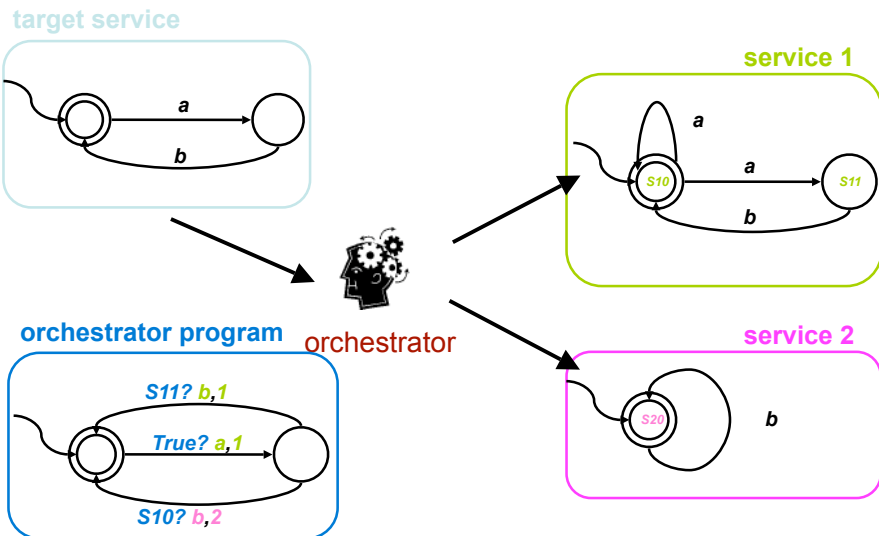 target service
a
b
service 1
a
S10
a
S11
b
orchestrator
orchestrator program
S11? b,1
True? a,1
S10? b,2
service 2
S20
b